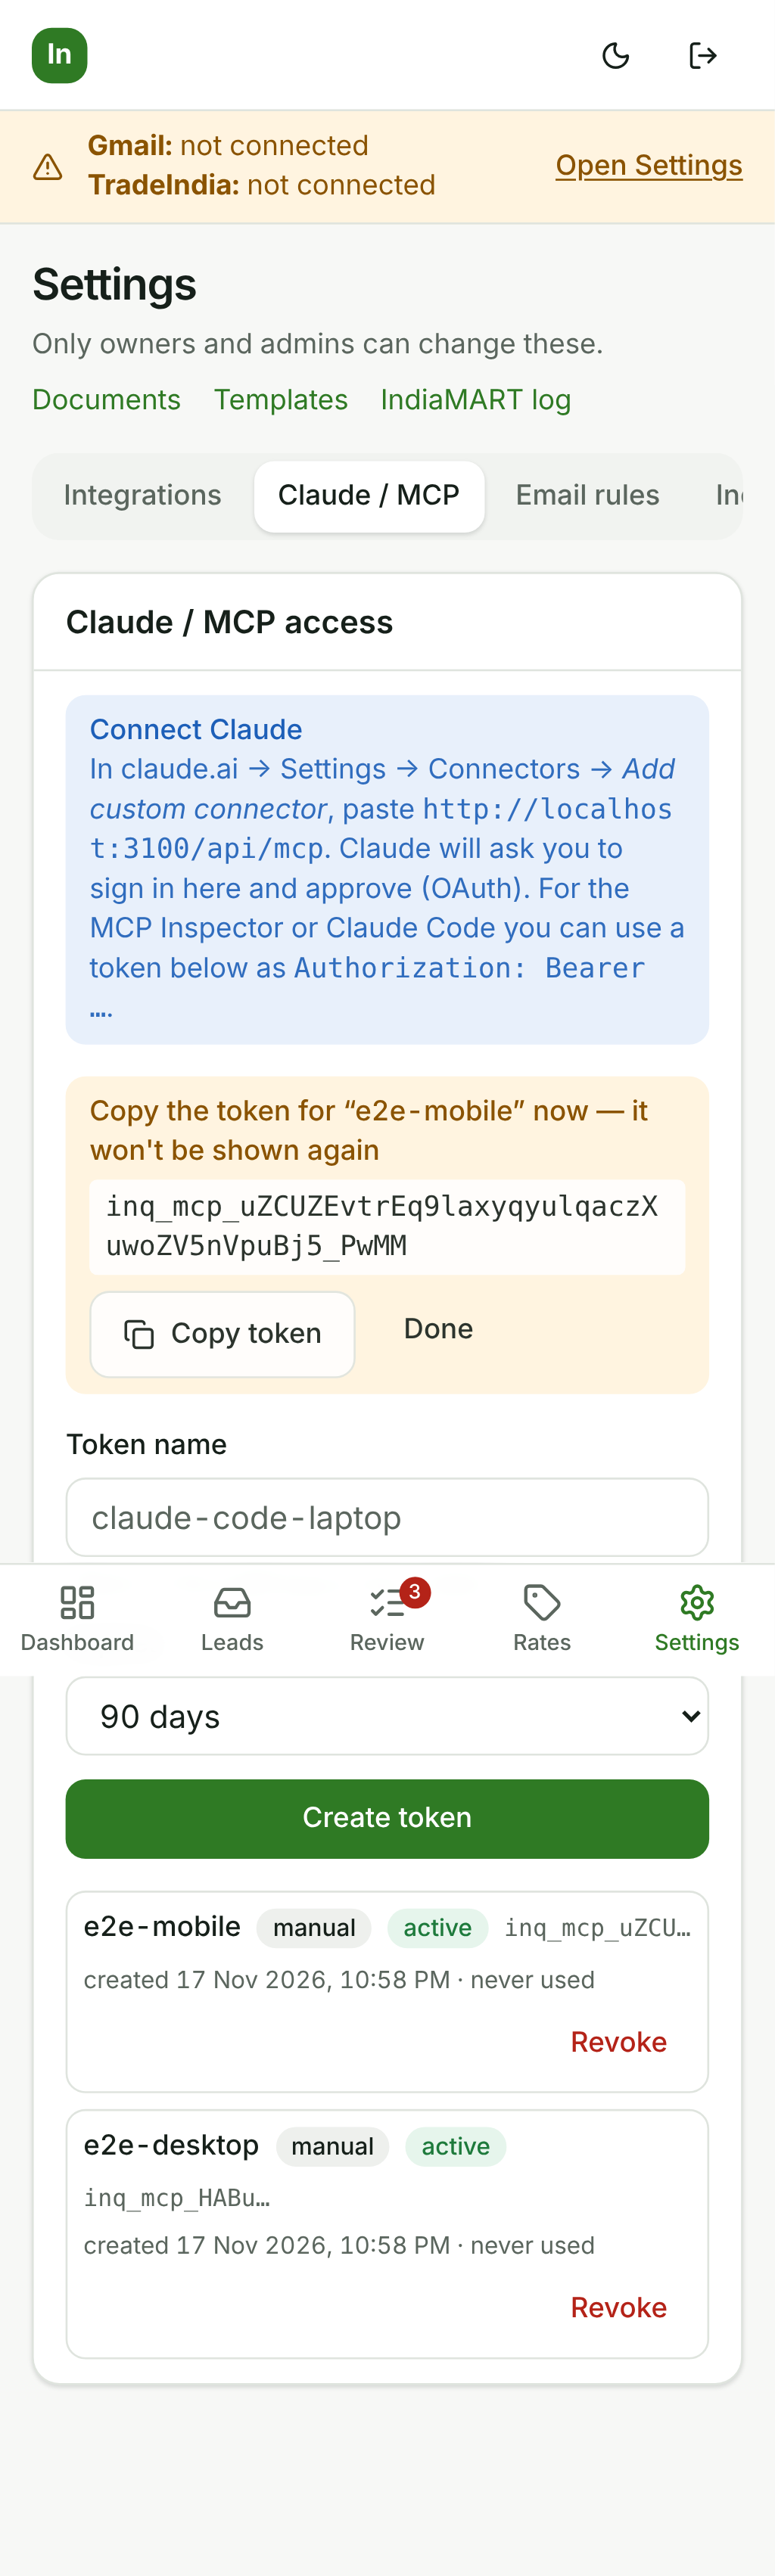 In
Gmail: not connected
TradeIndia: not connected
Open Settings
Settings
Only owners and admins can change these.
Documents Templates IndiaMART log
Integrations Claude / MCP Email rules
Claude / MCP access
Connect Claude
In claude.ai → Settings → Connectors → Add
custom connector, paste http://localhos
t:3100/api/mcp. Claude will ask you to
sign in here and approve (OAuth). For the
MCP Inspector or Claude Code you can use a
token below as Authorization: Bearer
….
Copy the token for “e2e-mobile” now — it
won't be shown again
inq_mcp_uZCUZEvtrEq9laxyqyulqaczX
uwoZV5nVpuBj5_PwMM
Copy token Done
Token name
claude-code-laptop
3
Dashboard Leads Review Rates Settings
90 days
Create token
e2e-mobile manual active inq_mcp_uZCU…
created 17 Nov 2026, 10:58 PM · never used
Revoke
e2e-desktop manual active
inq_mcp_HABu…
created 17 Nov 2026, 10:58 PM · never used
Revoke